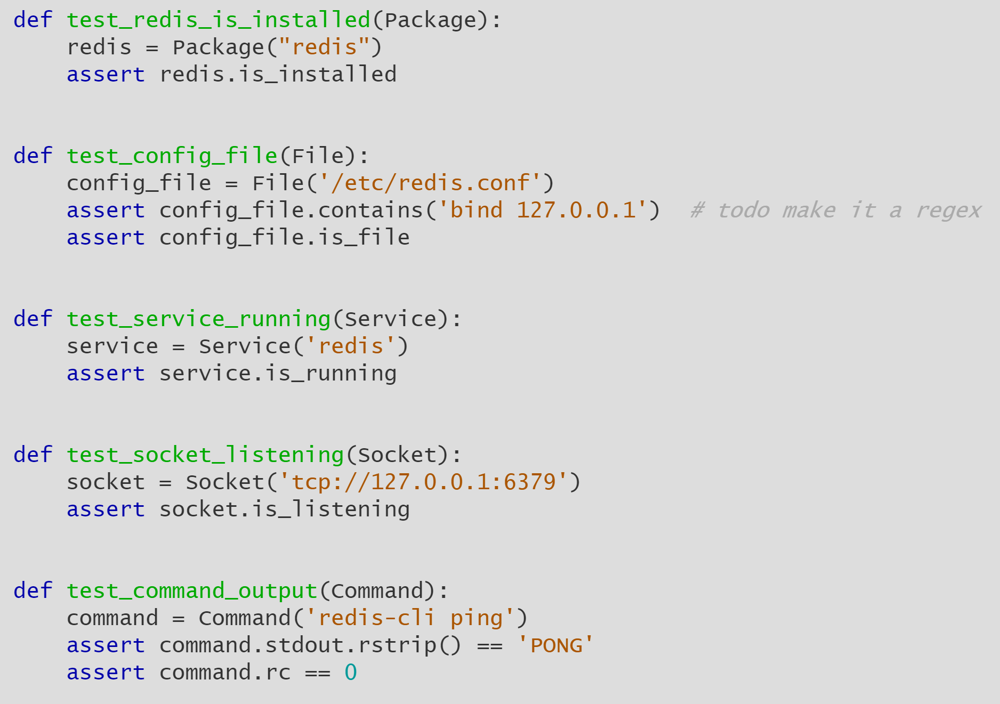 def test_redis_is_installed(Package):
    redis = Package("redis")
    assert redis.is_installed

def test_config_file(File):
    config_file = File('/etc/redis.conf')
    assert config_file.contains('bind 127.0.0.1')  # todo make it a regex
    assert config_file.is_file

def test_service_running(Service):
    service = Service('redis')
    assert service.is_running

def test_socket_listening(Socket):
    socket = Socket('tcp://127.0.0.1:6379')
    assert socket.is_listening

def test_command_output(Command):
    command = Command('redis-cli ping')
    assert command.stdout.rstrip() == 'PONG'
    assert command.rc == 0